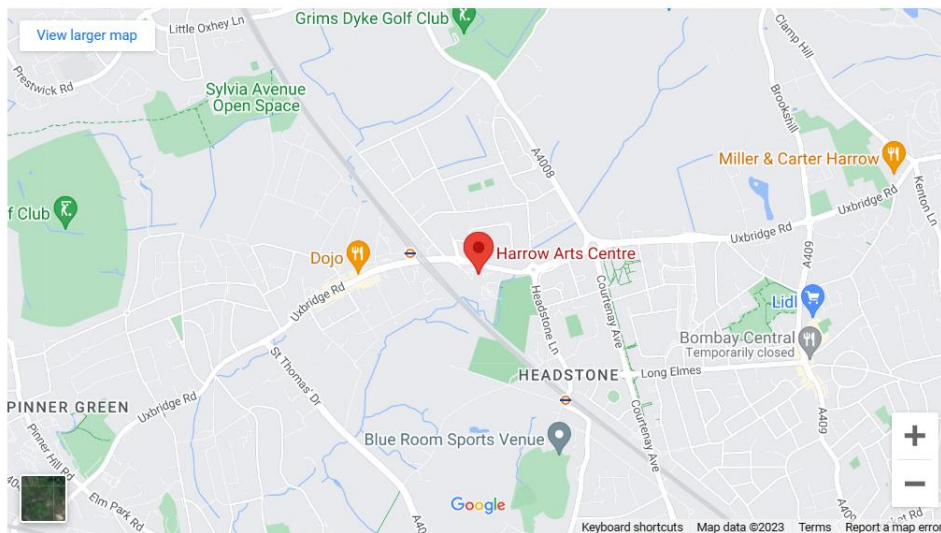 Grims Dyke Golf Club
View larger map
Little Oxhey Ln
Clamp Hill
Prestwick Rd
Sylvia Avenue
Open Space
Brookshill
A4008
Miller & Carter Harrow
Kenton Ln
f Club
Uxbridge Rd
Uxbridge Rd
Dojo
Harrow Arts Centre
A409
Uxbridge Rd
Headstone Ln
Courtenay Ave
Lidl
Bombay Central
Temporarily closed
St Thomas' Dr
HEADSTONE
Long Elmes
PINNER GREEN
Uxbridge Rd
Courtenay Ave
A409
Pinner Hill Rd
Blue Room Sports Venue
+
Elm Park Rd
−
Google
Keyboard shortcuts
Map data ©2023
Terms
Report a map error